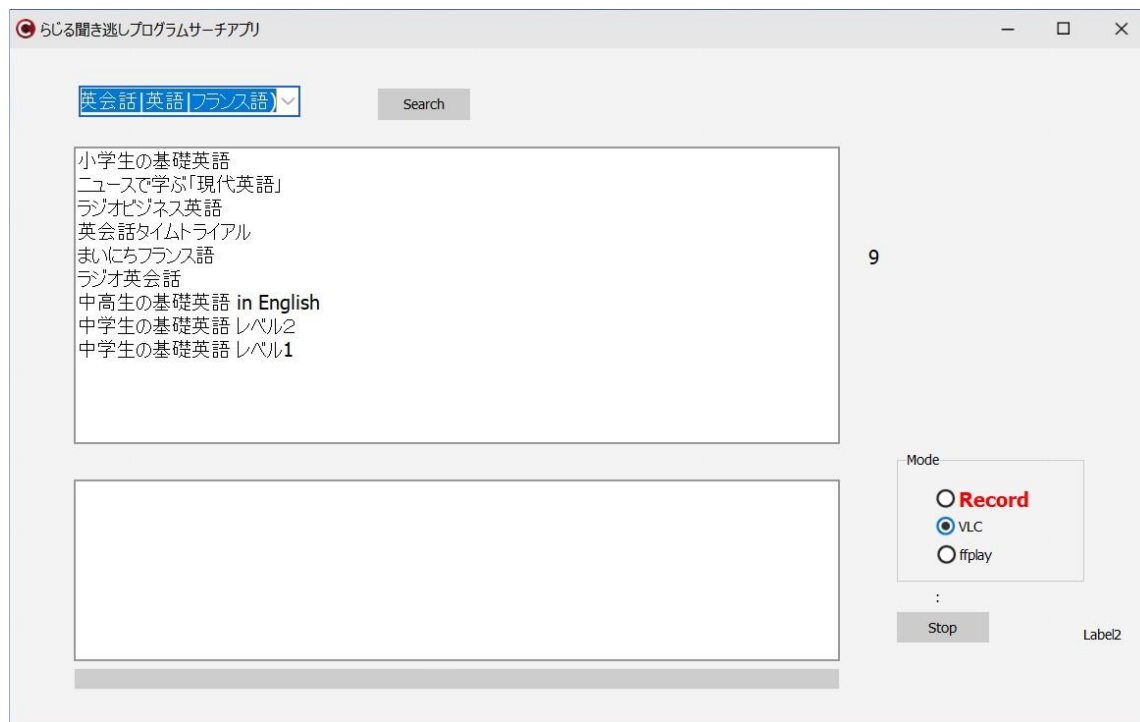 らじる聞き逃しプログラムサーチアプリ
英会話|英語|フランス語)
Search
小学生の基礎英語
ニュースで学ぶ「現代英語」
ラジオビジネス英語
英会話タイムトライアル
まいにちフランス語
ラジオ英会話
中高生の基礎英語 in English
中学生の基礎英語 レベル2
中学生の基礎英語 レベル1
9
Mode
Record
VLC
ffplay
:
Stop
Label2